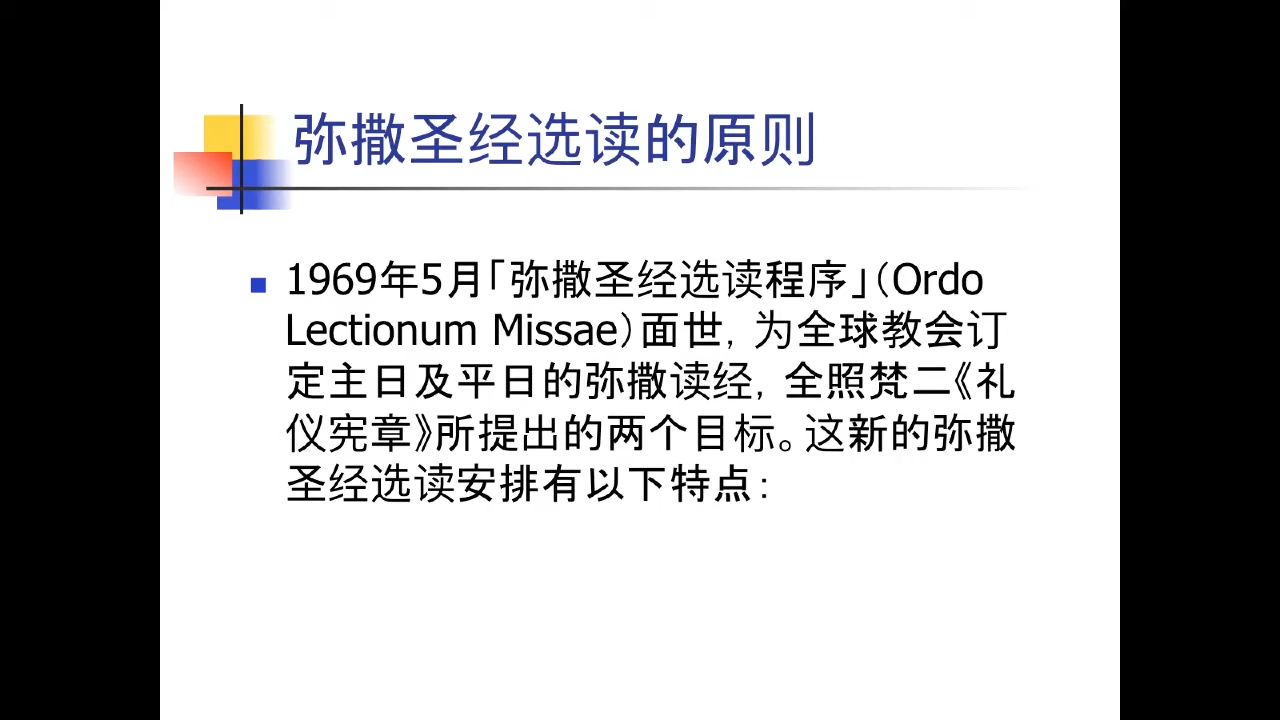 弥撒圣经选读的原则
1969年5月「弥撒圣经选读程序」（Ordo
Lectionum Missae）面世，为全球教会订
定主日及平日的弥撒读经，全照梵二《礼
仪宪章》所提出的两个目标。这新的弥撒
圣经选读安排有以下特点：